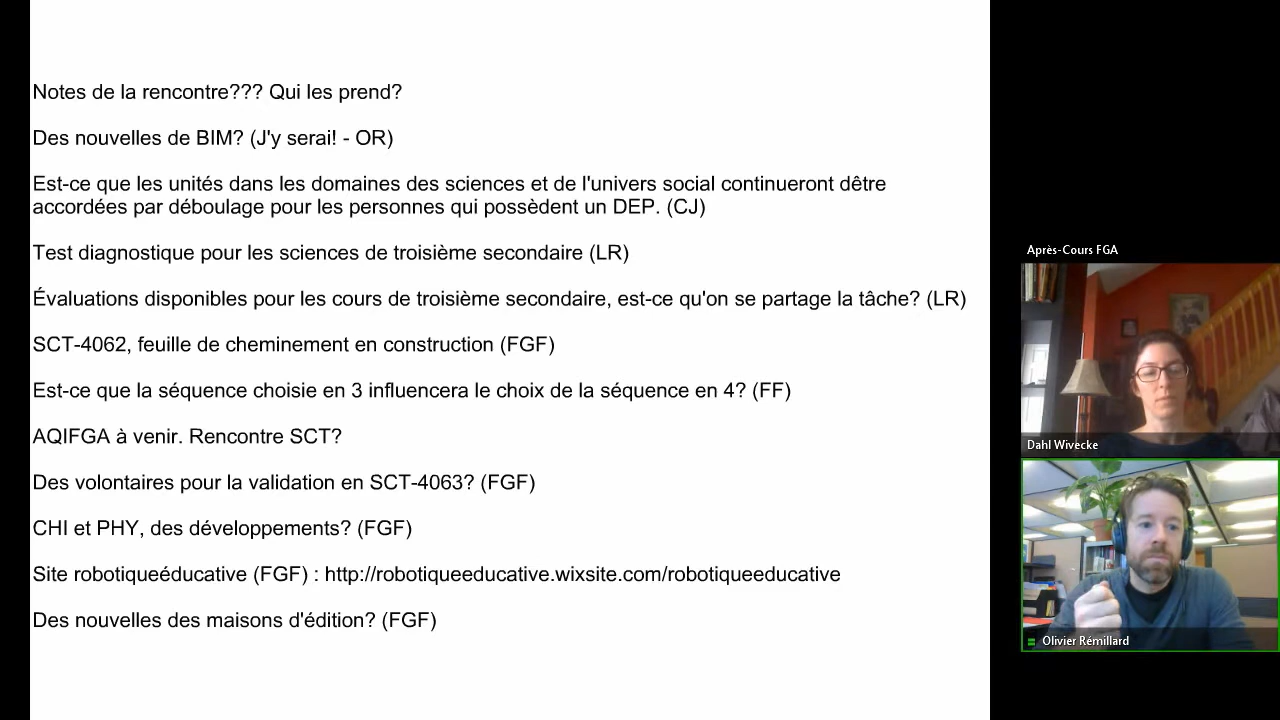 Notes de la rencontre??? Qui les prend?
Des nouvelles de BIM? (J'y serai! - OR)
Est-ce que les unités dans les domaines des sciences et de l'univers social continueront dêtre
accordées par déboulage pour les personnes qui possèdent un DEP. (CJ)
Test diagnostique pour les sciences de troisième secondaire (LR)
Évaluations disponibles pour les cours de troisième secondaire, est-ce qu'on se partage la tâche? (LR)
SCT-4062, feuille de cheminement en construction (FGF)
Est-ce que la séquence choisie en 3 influencera le choix de la séquence en 4? (FF)
AQIFGA à venir. Rencontre SCT?
Des volontaires pour la validation en SCT-4063? (FGF)
CHI et PHY, des développements? (FGF)
Site robotiqueéducative (FGF) : http://robotiqueeducative.wixsite.com/robotiqueeducative
Des nouvelles des maisons d'édition? (FGF)
Après-Cours FGA
Dahl Wivecke
Olivier Rémillard